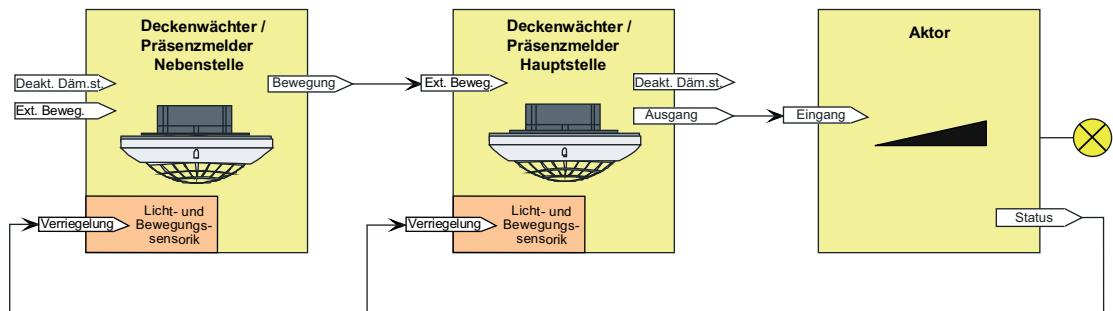 Deckenwächter /
Präsenzmelder
Nebenstelle
Deakt. Däm.st.
Ext. Beweg.
Bewegung
Verriegelung
Licht- und
Bewegungs-
sensorik
Deckenwächter /
Präsenzmelder
Hauptstelle
Ext. Beweg.
Deakt. Däm.st.
Ausgang
Verriegelung
Licht- und
Bewegungs-
sensorik
Aktor
Eingang
Status